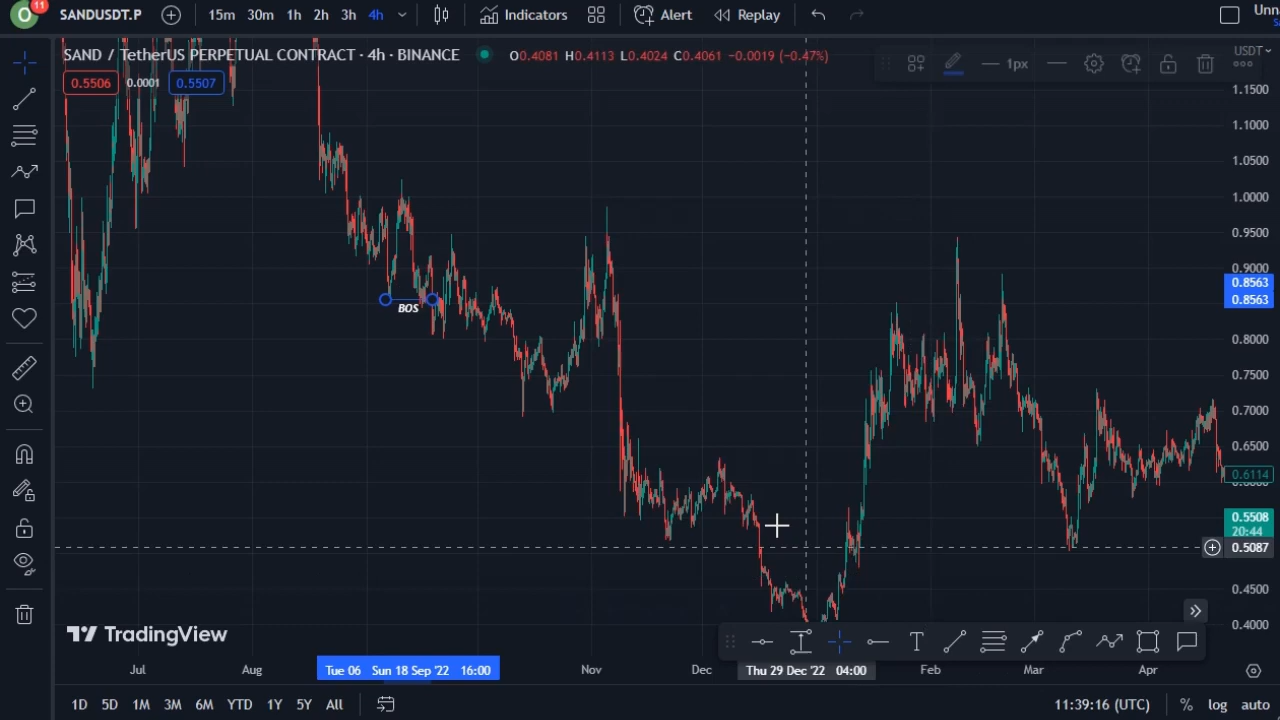 11
SANDUSDT.P 15m 30m 1h 2h 3h 4h Indicators Alert Replay
SAND / TetherUS PERPETUAL CONTRACT · 4h · BINANCE O0.4081 H0.4113 L0.4024 C0.4061 −0.0019 (−0.47%)
0.5506 0.0001 0.5507
1px
USDT
1.1500
1.1000
1.0500
1.0000
0.9500
0.9000
0.8563
0.8563
BOS
0.8000
0.7500
0.7000
0.6500
0.6114
0.5508
20:44
0.5087
0.4500
0.4000
TradingView
T
Jul Aug Tue 06 Sun 18 Sep '22 16:00 Nov Dec Thu 29 Dec '22 04:00 Feb Mar Apr
1D 5D 1M 3M 6M YTD 1Y 5Y All 11:39:16 (UTC) % log auto